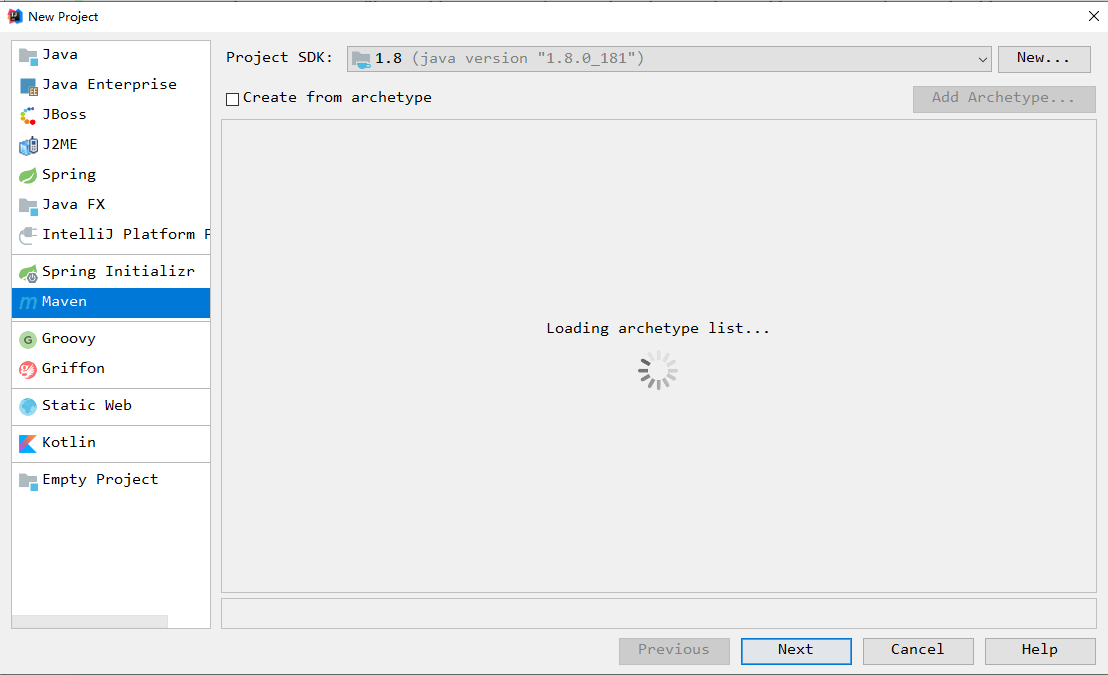 New Project
Java
Java Enterprise
JBoss
J2ME
Spring
Java FX
IntelliJ Platform P
Spring Initializr
Maven
Groovy
Griffon
Static Web
Kotlin
Empty Project
Project SDK: 1.8 (java version "1.8.0_181") New...
Create from archetype Add Archetype...
Loading archetype list...
Previous Next Cancel Help